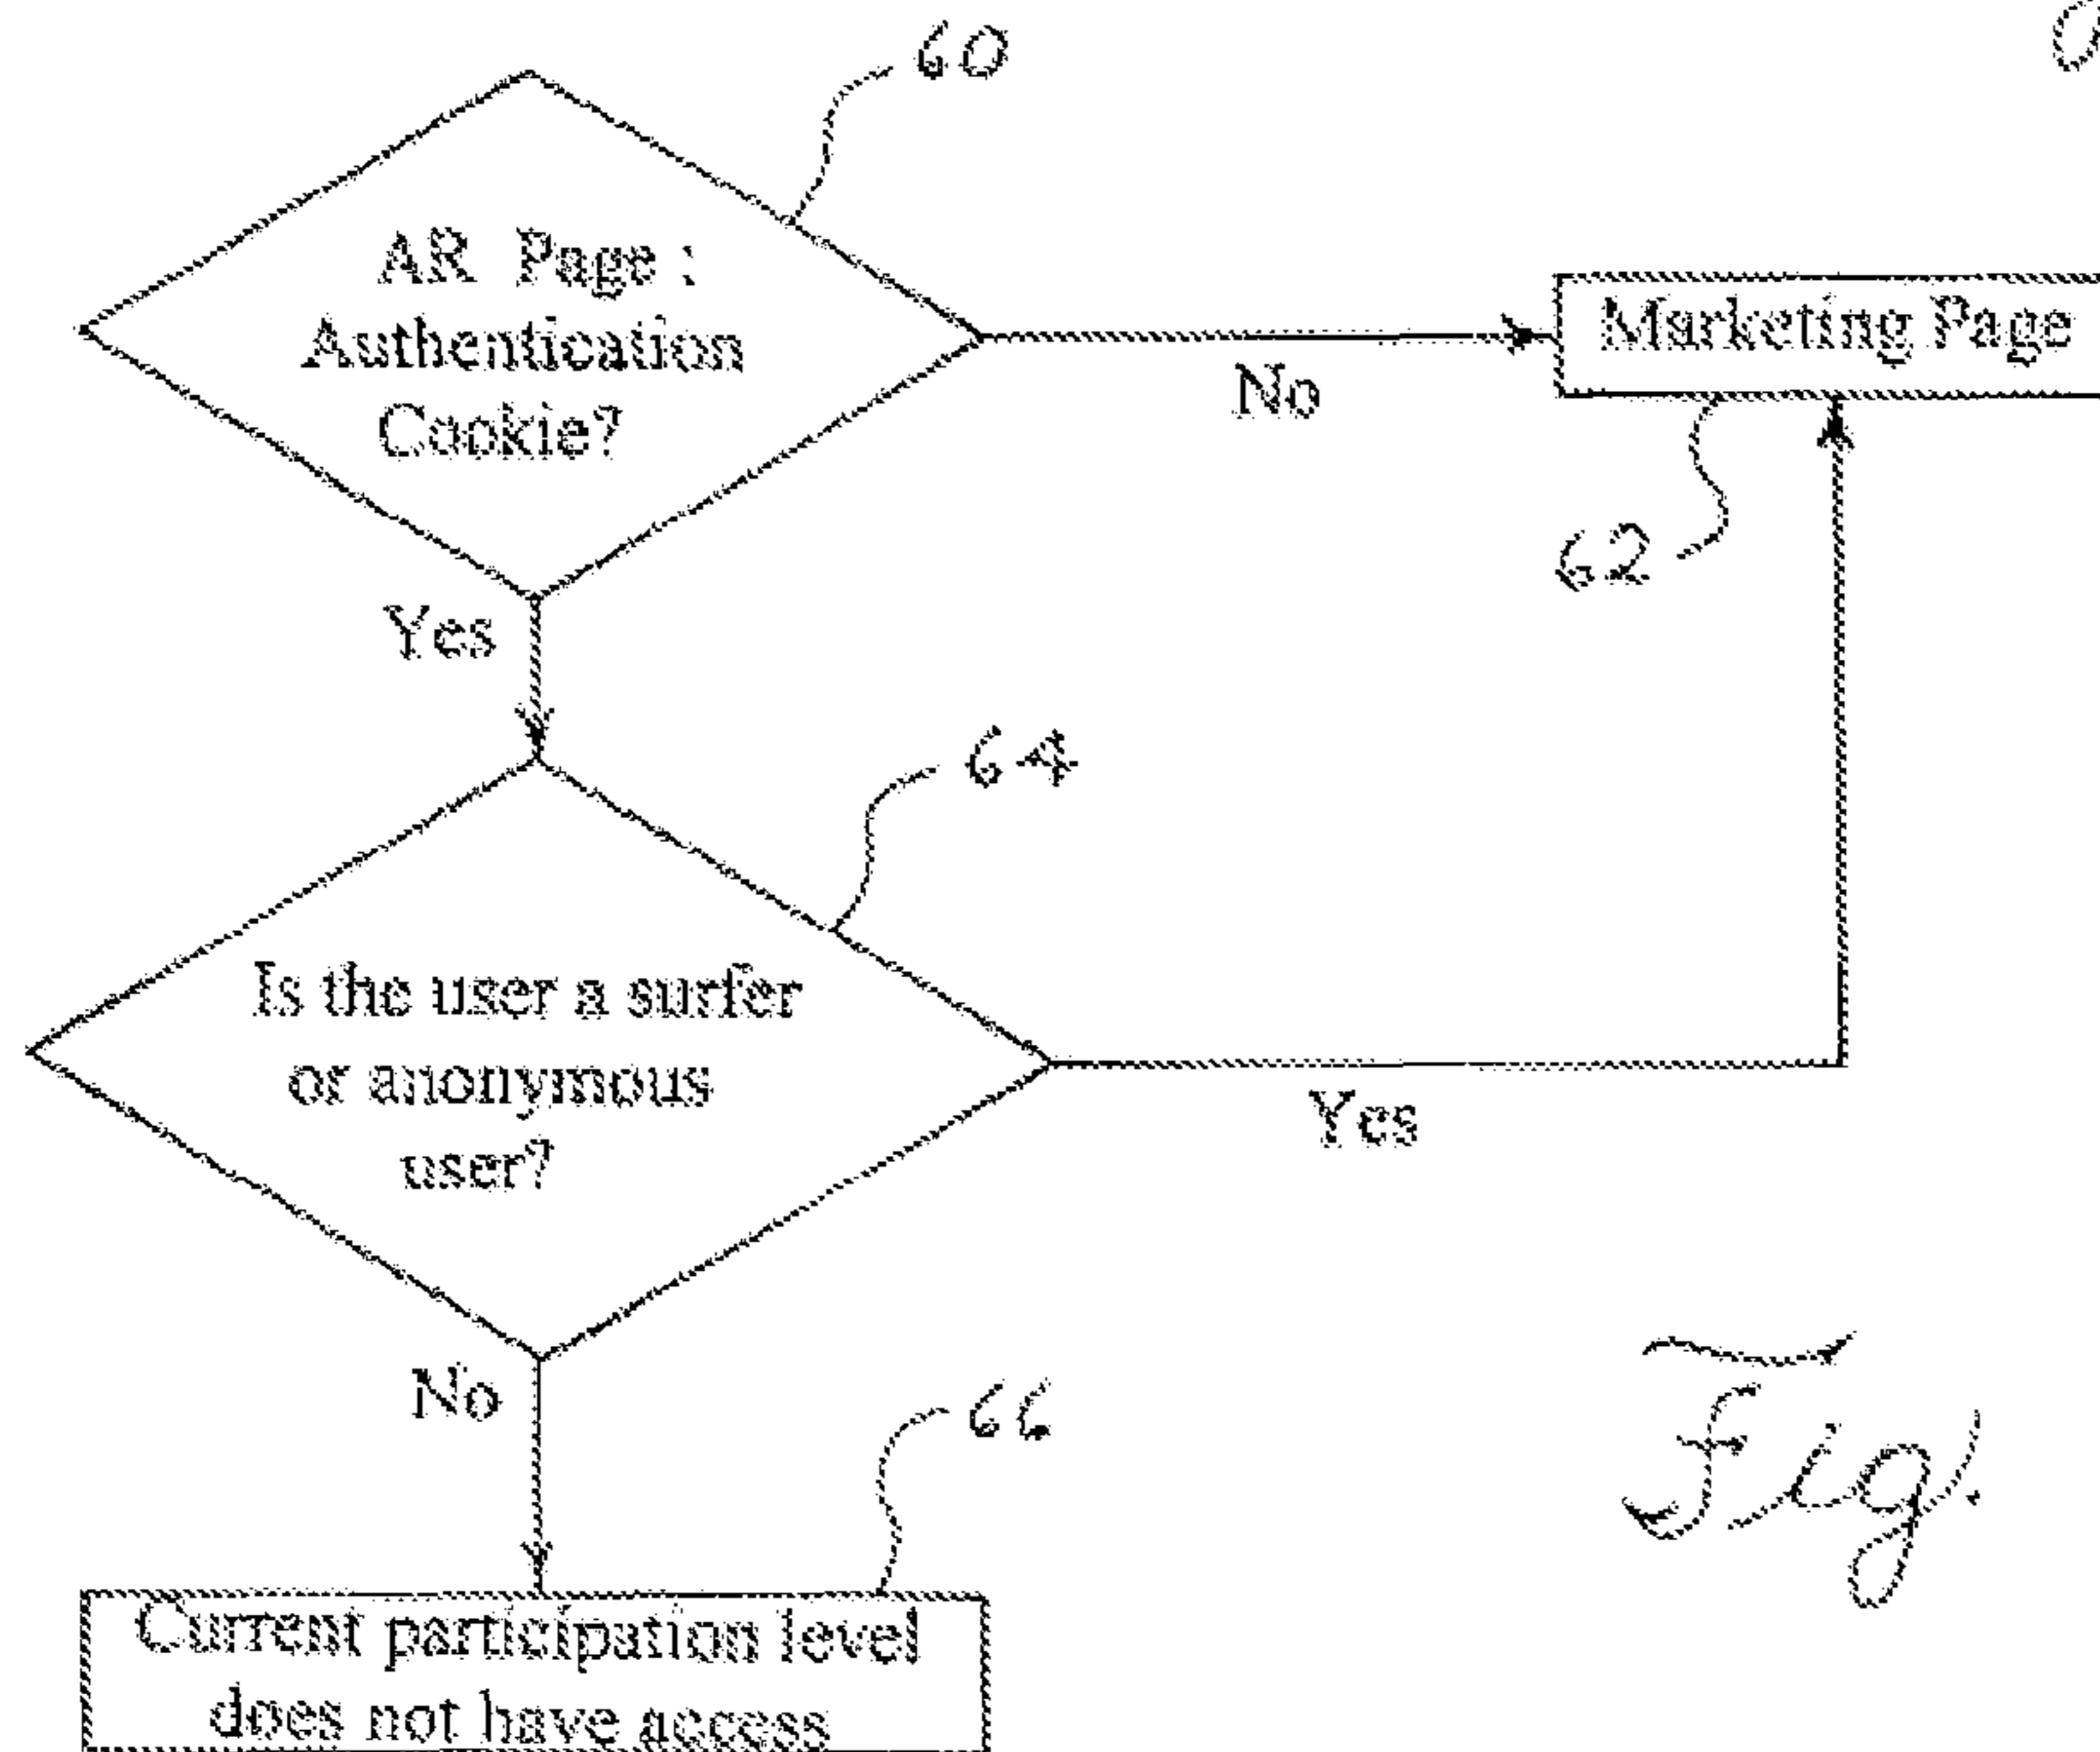 60
AR Page :
Authentication
Cookie?
No
Marketing Page
62
Yes
64
Is the user a surfer
or anonymous
user?
Yes
No
66
Fig.
Current participation level
does not have access